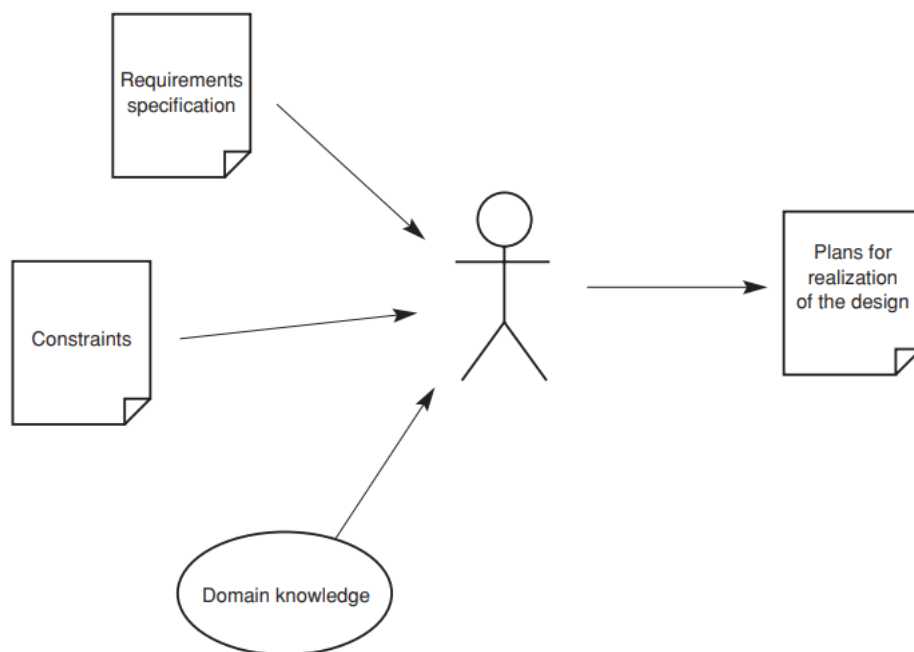 Requirements
specification
Constraints
Domain knowledge
Plans for
realization
of the design